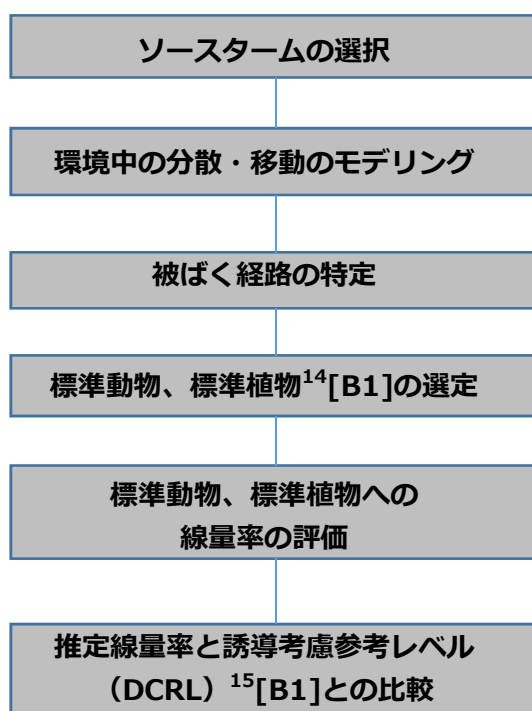 ソースタームの選択
環境中の分散・移動のモデリング
被ばく経路の特定
標準動物、標準植物14[B1]の選定
標準動物、標準植物への
線量率の評価
推定線量率と誘導考慮参考レベル
（DCRL）15[B1]との比較